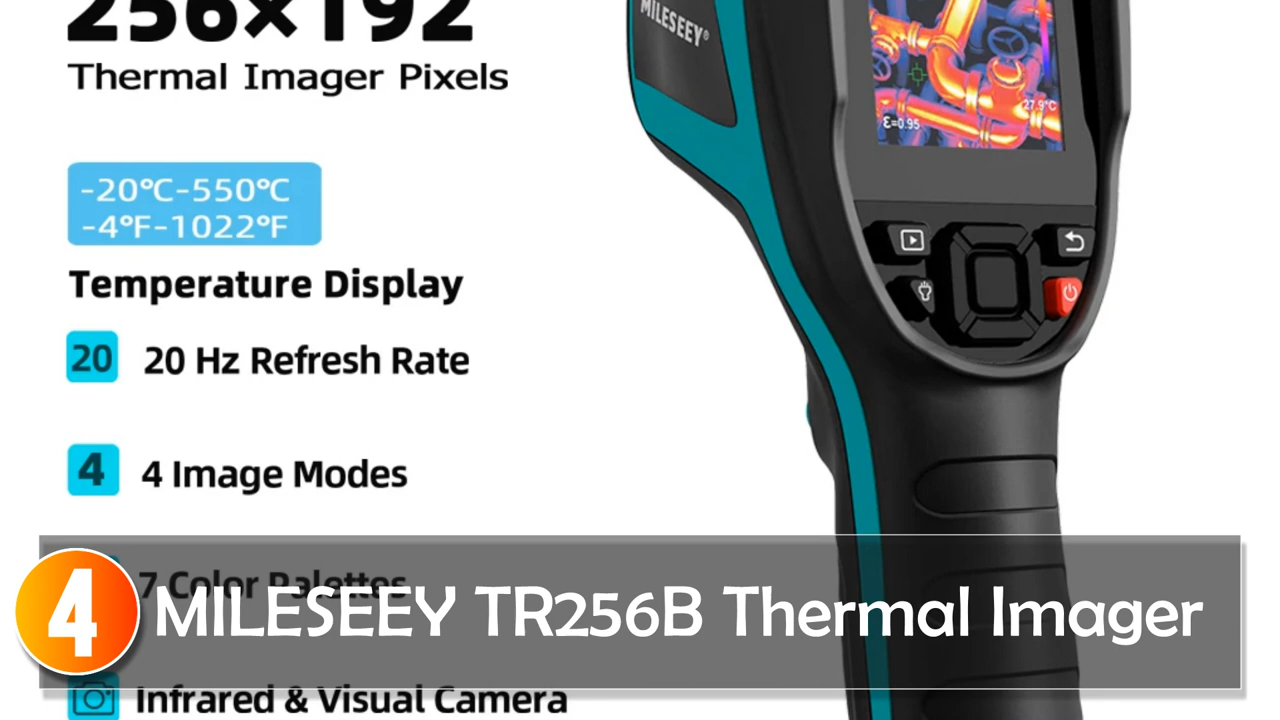 256×192
Thermal Imager Pixels
-20°C-550°C
-4°F-1022°F
Temperature Display
20 20 Hz Refresh Rate
4 4 Image Modes
7 Color Palettes
4 MILESEEY TR256B Thermal Imager
Infrared & Visual Camera
MILESEEY®
27.9°C
ε=0.95